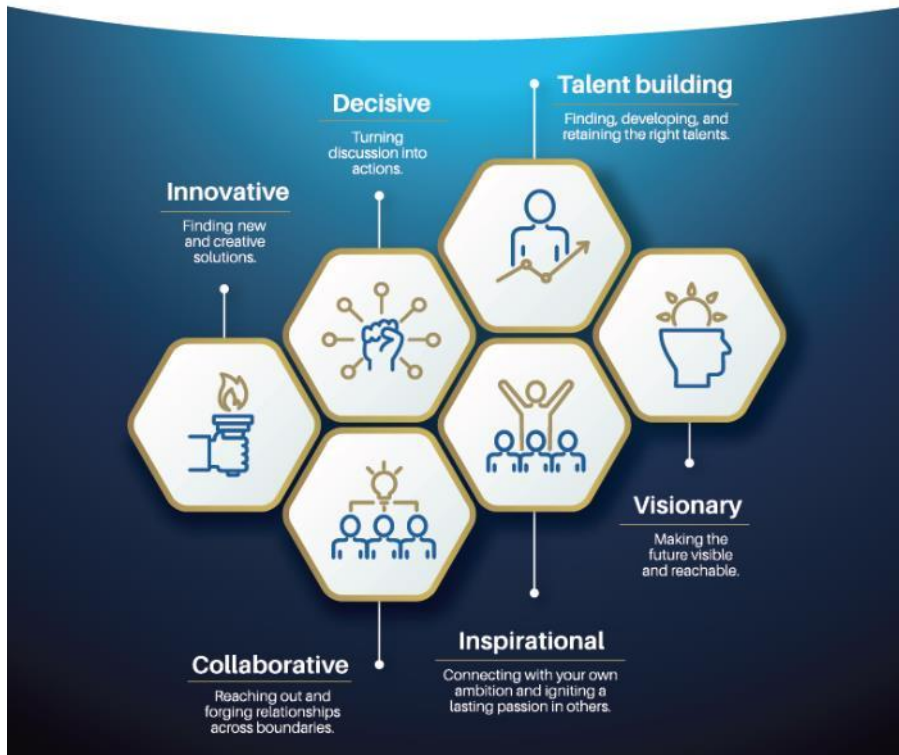 Talent building
Finding, developing, and
retaining the right talents.
Decisive
Turning
discussion into
actions.
Innovative
Finding new
and creative
solutions.
Visionary
Making the
future visible
and reachable.
Inspirational
Connecting with your own
ambition and igniting a
lasting passion in others.
Collaborative
Reaching out and
forging relationships
across boundaries.